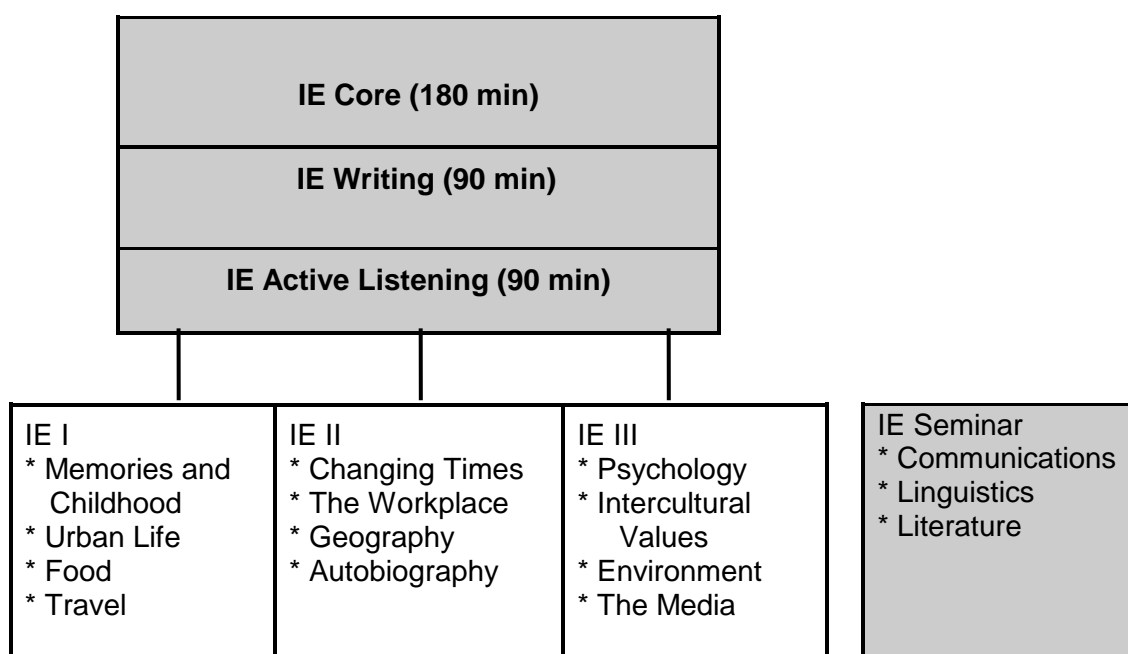 IE Core (180 min)
IE Writing (90 min)
IE Active Listening (90 min)
IE I
* Memories and
Childhood
* Urban Life
* Food
* Travel
IE II
* Changing Times
* The Workplace
* Geography
* Autobiography
IE III
* Psychology
* Intercultural
Values
* Environment
* The Media
IE Seminar
* Communications
* Linguistics
* Literature